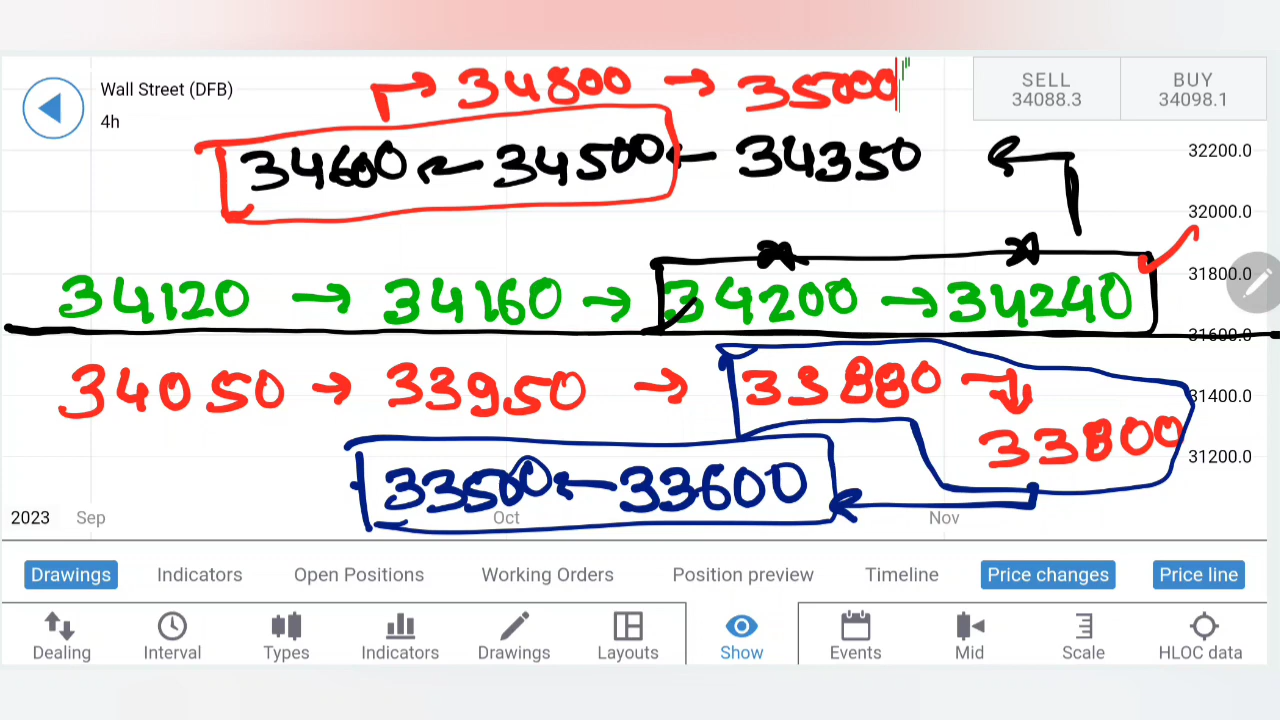 Wall Street (DFB)
4h
SELL
34088.3
BUY
34098.1
→ 34800 → 35000
34600 ← 34500 ← 34350 ←
34120 → 34160 → 34200 → 34240
34050 → 33950 → 33880 →
33800
33500 ← 33600 ←
32200.0
32000.0
31800.0
31600.0
31400.0
31200.0
2023 Sep Oct Nov
Drawings Indicators Open Positions Working Orders Position preview Timeline Price changes Price line
Dealing Interval Types Indicators Drawings Layouts Show Events Mid Scale HLOC data